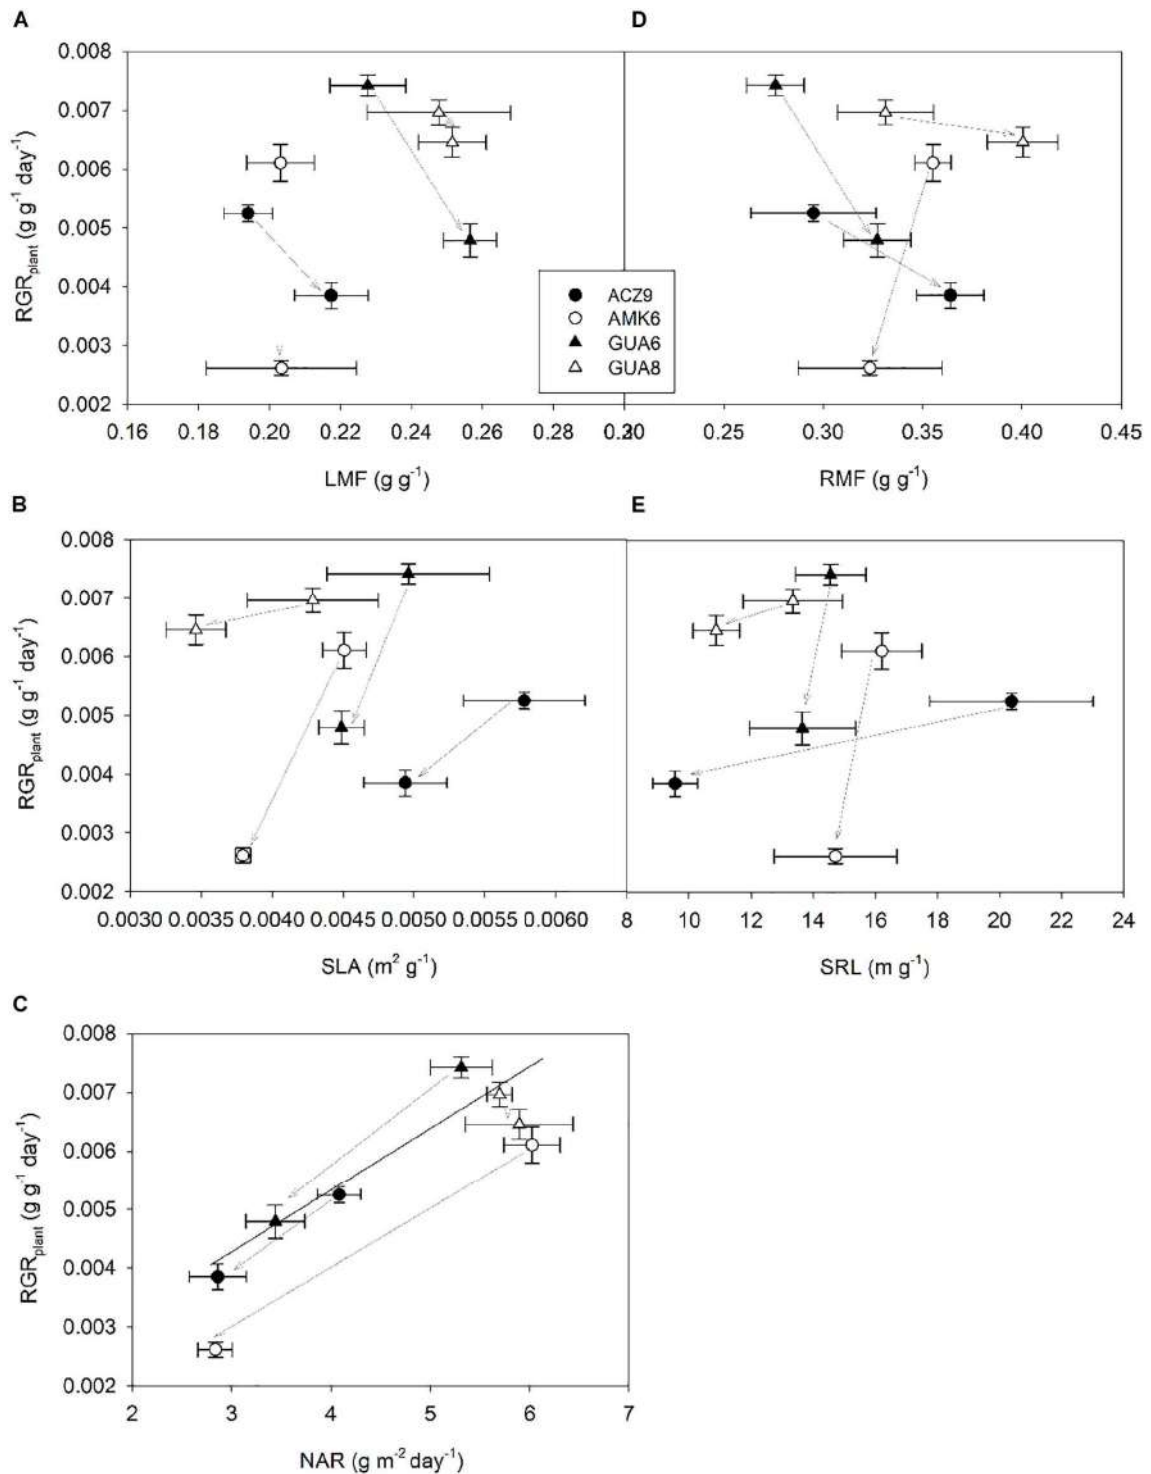 A
D
0.008
0.007
0.006
0.005
0.004
0.003
0.002
RGRplant (g g-1 day-1)
ACZ9
AMK6
GUA6
GUA8
0.16 0.18 0.20 0.22 0.24 0.26 0.28
0.25 0.30 0.35 0.40 0.45
LMF (g g-1)
RMF (g g-1)
B
E
0.008
0.007
0.006
0.005
0.004
0.003
0.002
RGRplant (g g-1 day-1)
0.0030 0.0035 0.0040 0.0045 0.0050 0.0055 0.0060
8 10 12 14 16 18 20 22 24
SLA (m2 g-1)
SRL (m g-1)
C
0.008
0.007
0.006
0.005
0.004
0.003
0.002
RGRplant (g g-1 day-1)
2 3 4 5 6 7
NAR (g m-2 day-1)